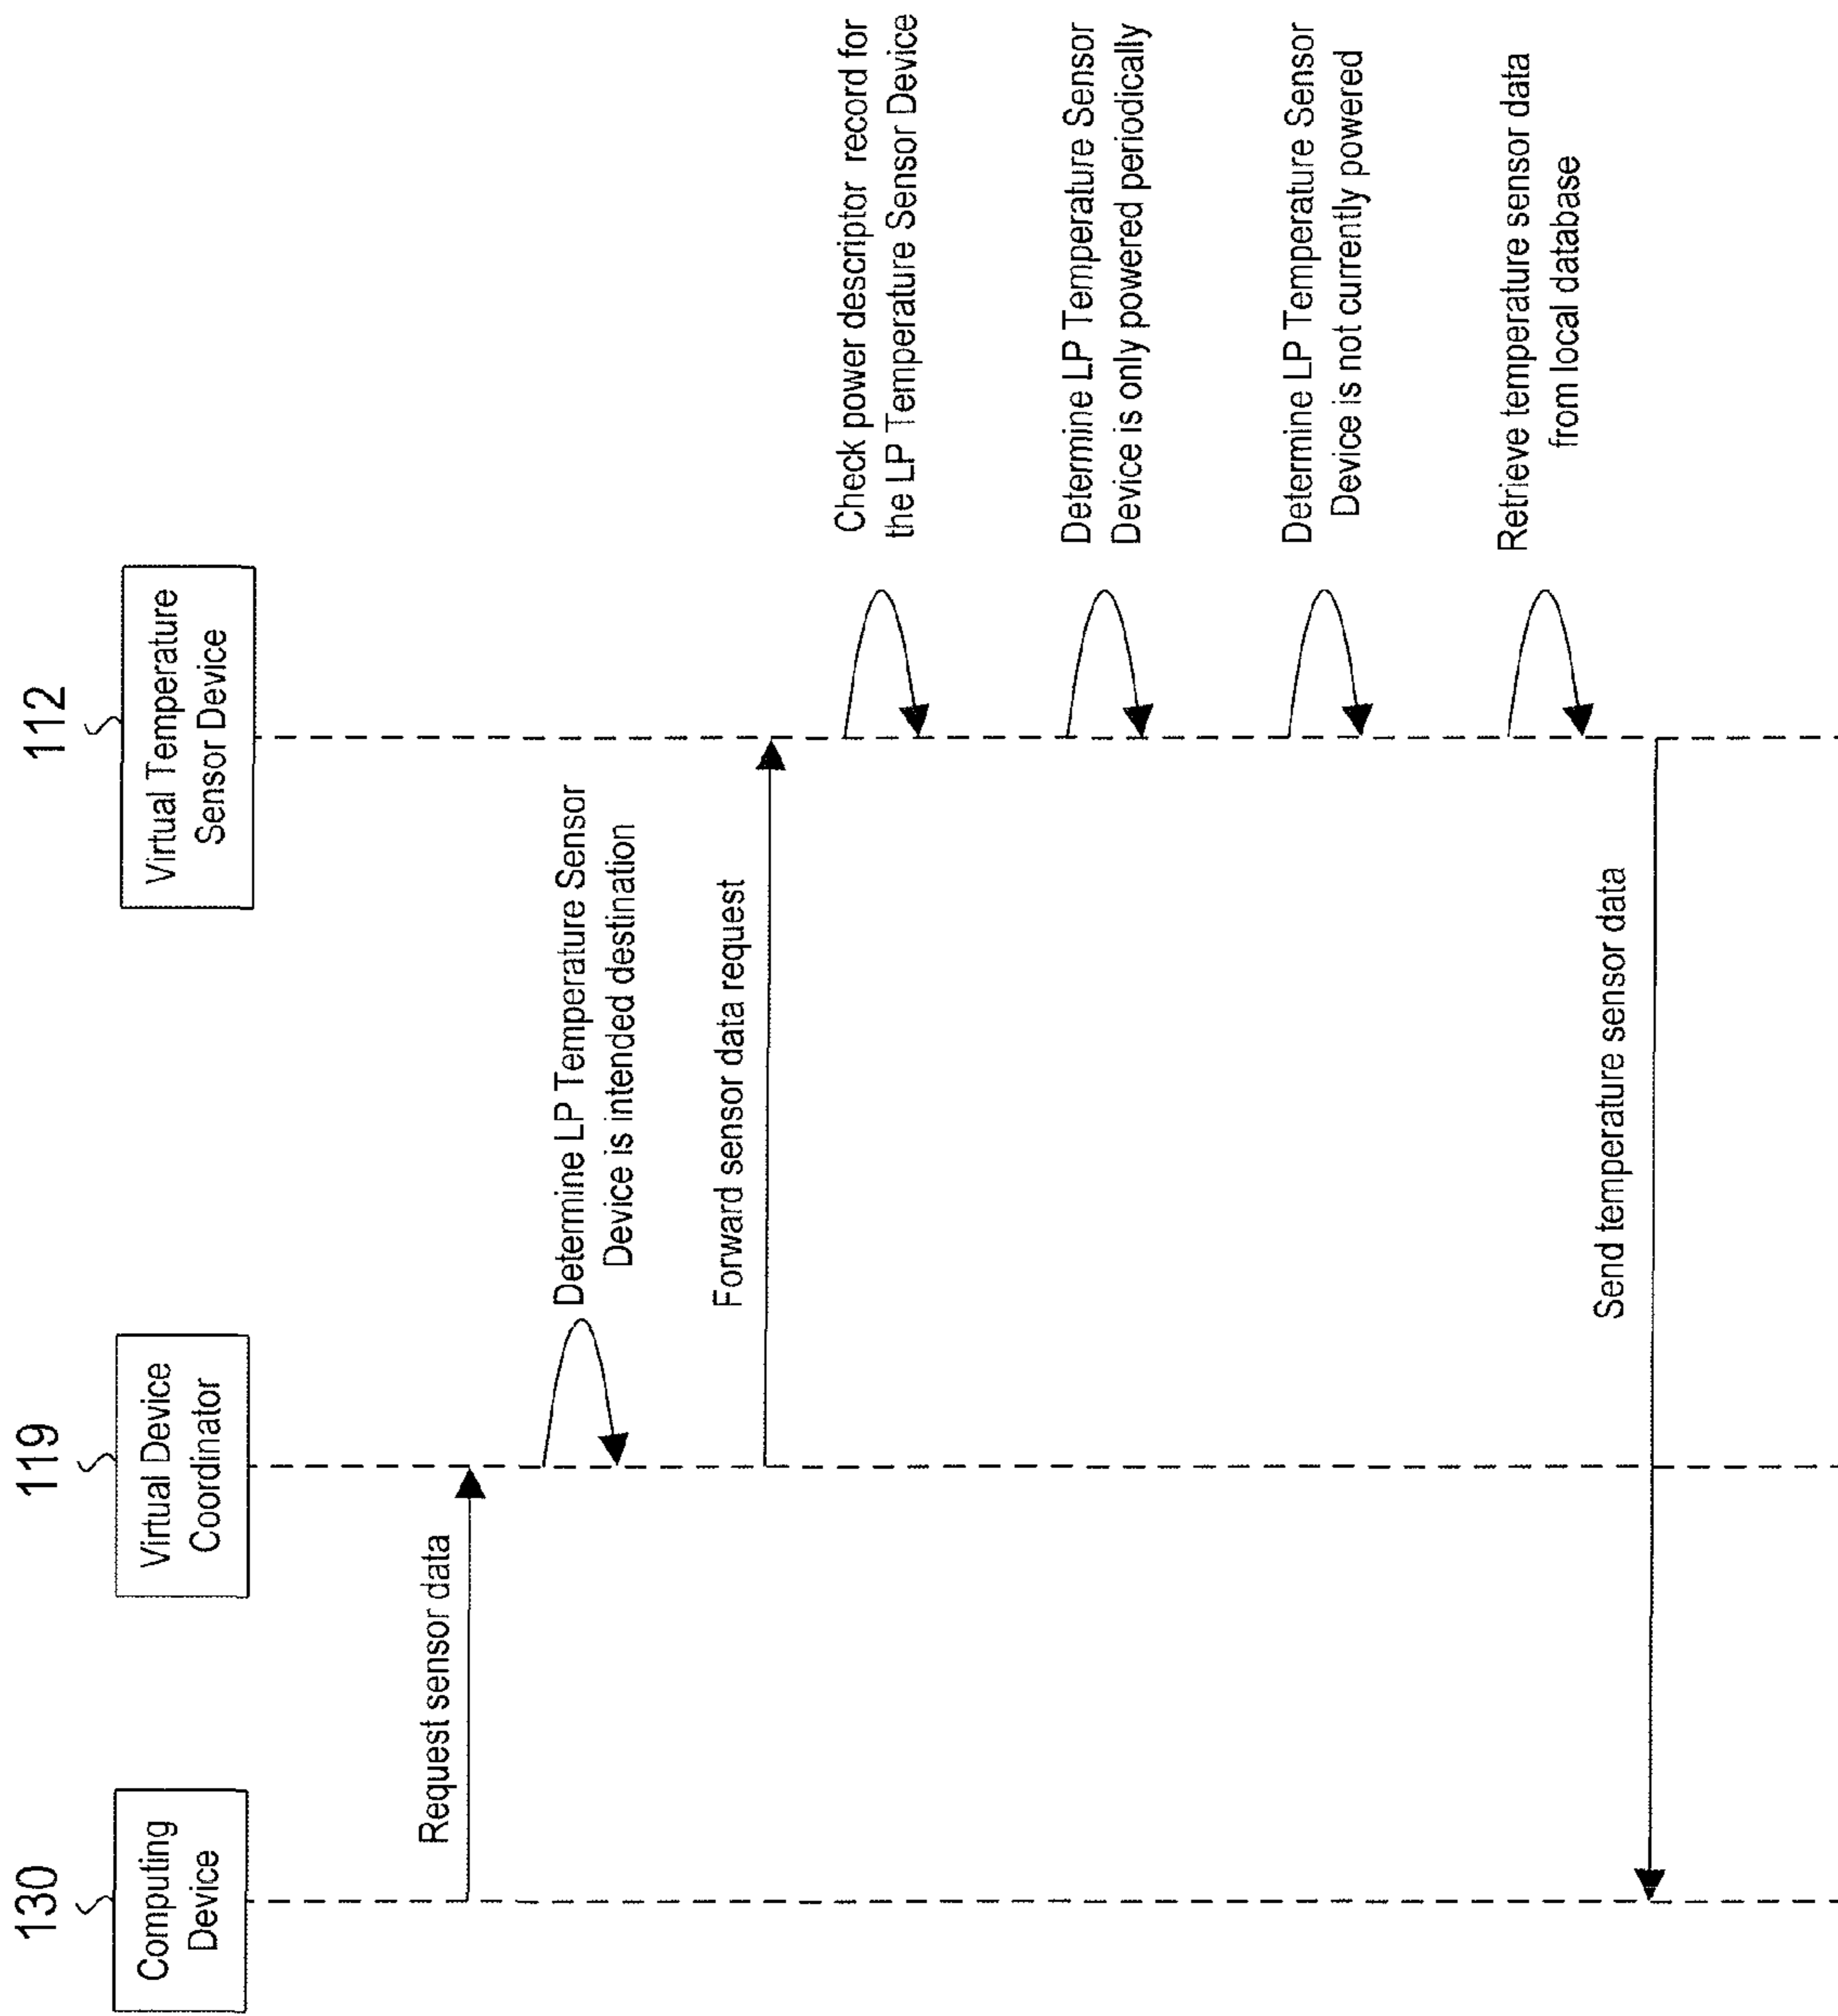 130
Computing
Device
119
Virtual Device
Coordinator
112
Virtual Temperature
Sensor Device
Request sensor data
Determine LP Temperature Sensor
Device is intended destination
Forward sensor data request
Check power descriptor record for
the LP Temperature Sensor Device
Determine LP Temperature Sensor
Device is only powered periodically
Determine LP Temperature Sensor
Device is not currently powered
Retrieve temperature sensor data
from local database
Send temperature sensor data